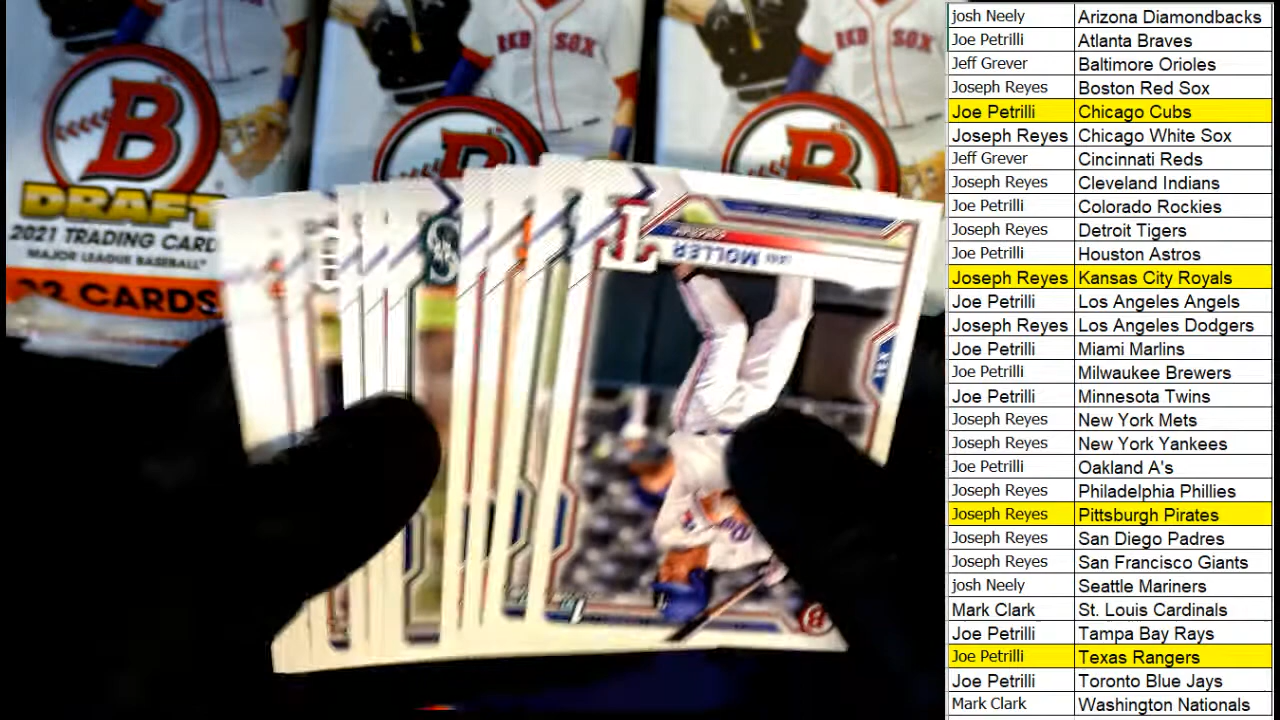 RED SOX
RED SOX
B
B
B
DRAFT
2021 TRADING CARD
MAJOR LEAGUE BASEBALL
32 CARDS
S
T
MOLLER
TEX
B
josh Neely Arizona Diamondbacks
Joe Petrilli Atlanta Braves
Jeff Grever Baltimore Orioles
Joseph Reyes Boston Red Sox
Joe Petrilli Chicago Cubs
Joseph Reyes Chicago White Sox
Jeff Grever Cincinnati Reds
Joseph Reyes Cleveland Indians
Joe Petrilli Colorado Rockies
Joseph Reyes Detroit Tigers
Joe Petrilli Houston Astros
Joseph Reyes Kansas City Royals
Joe Petrilli Los Angeles Angels
Joseph Reyes Los Angeles Dodgers
Joe Petrilli Miami Marlins
Joe Petrilli Milwaukee Brewers
Joe Petrilli Minnesota Twins
Joseph Reyes New York Mets
Joseph Reyes New York Yankees
Joe Petrilli Oakland A's
Joseph Reyes Philadelphia Phillies
Joseph Reyes Pittsburgh Pirates
Joseph Reyes San Diego Padres
Joseph Reyes San Francisco Giants
josh Neely Seattle Mariners
Mark Clark St. Louis Cardinals
Joe Petrilli Tampa Bay Rays
Joe Petrilli Texas Rangers
Joe Petrilli Toronto Blue Jays
Mark Clark Washington Nationals